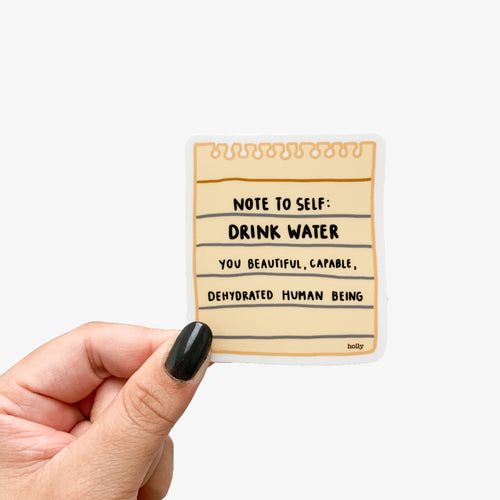 NOTE TO SELF:
DRINK WATER
YOU BEAUTIFUL, CAPABLE,
DEHYDRATED HUMAN BEING
holly